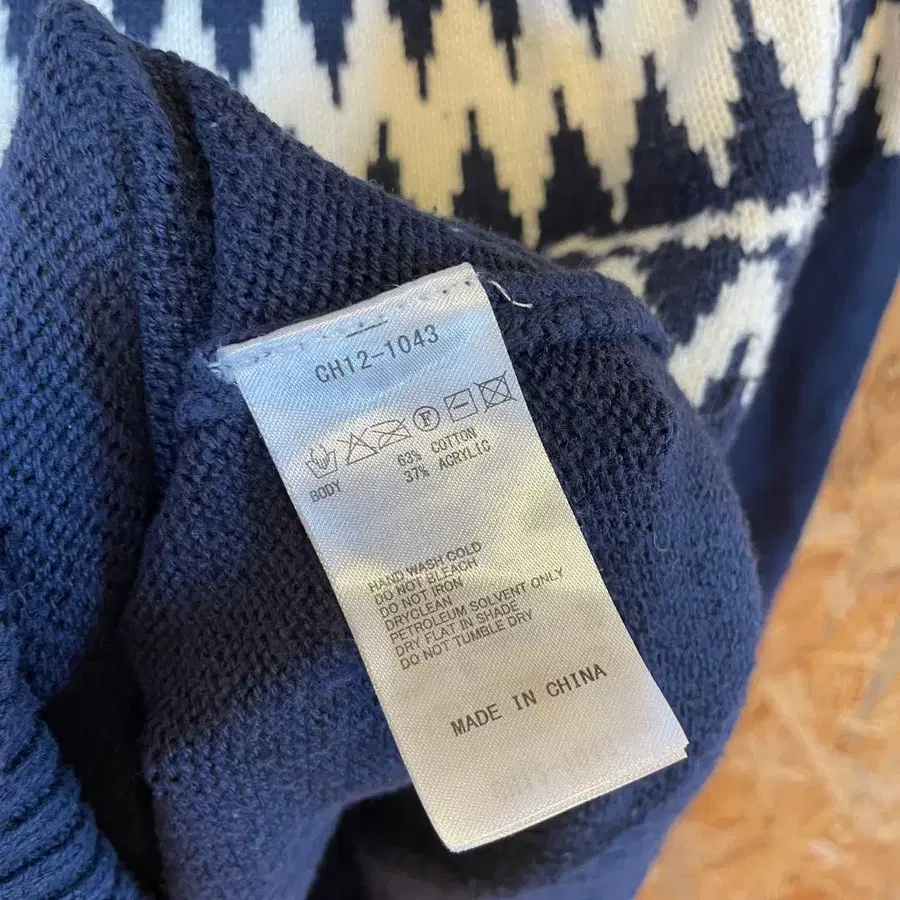 CH12-1043
F
BODY 63% COTTON
37% ACRYLIC
HAND WASH COLD
DO NOT BLEACH
DO NOT IRON
DRYCLEAN
PETROLEUM SOLVENT ONLY
DRY FLAT IN SHADE
DO NOT TUMBLE DRY
MADE IN CHINA